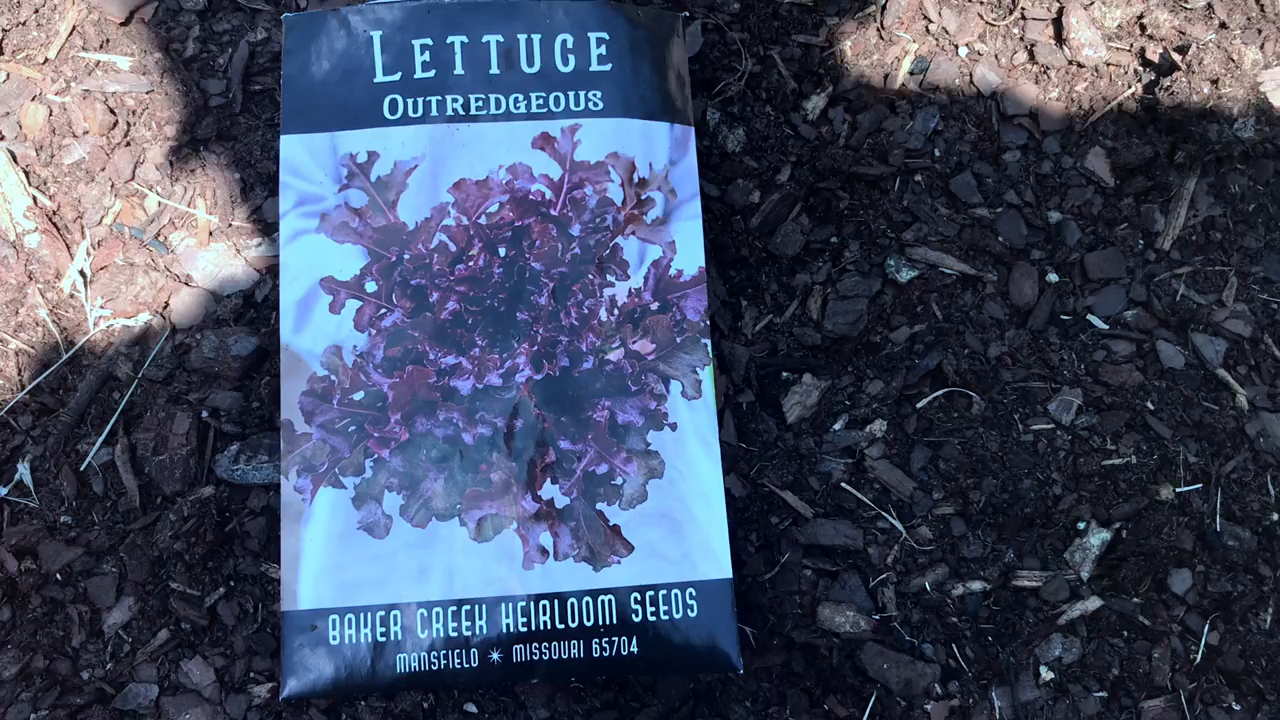 LETTUCE
OUTREDGEOUS
BAKER CREEK HEIRLOOM SEEDS
MANSFIELD ✴ MISSOURI 65704